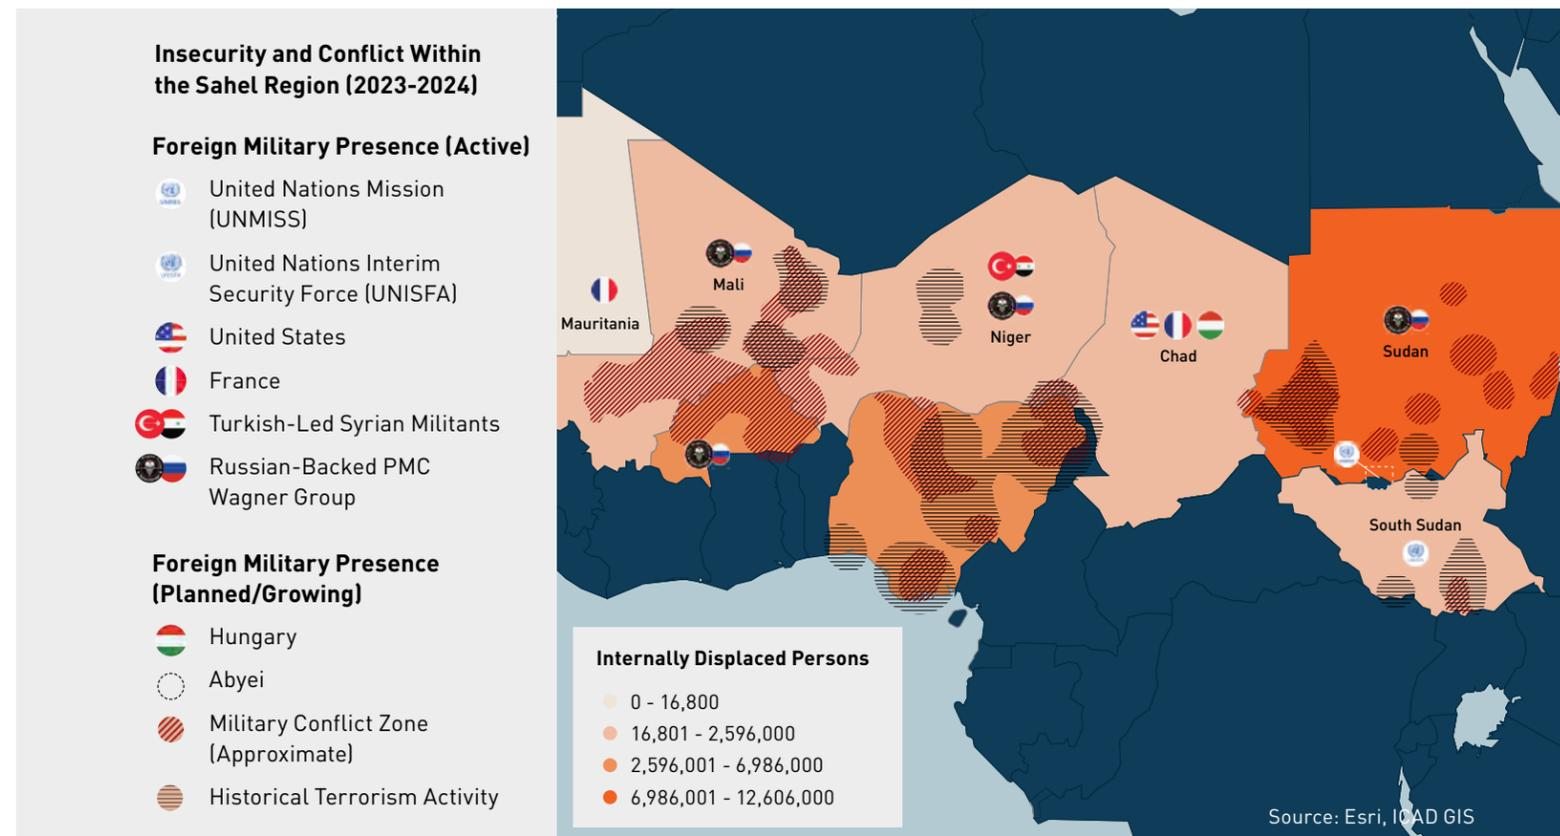 Insecurity and Conflict Within
the Sahel Region (2023-2024)
Foreign Military Presence (Active)
United Nations Mission
(UNMISS)
United Nations Interim
Security Force (UNISFA)
United States
France
Turkish-Led Syrian Militants
Russian-Backed PMC
Wagner Group
Foreign Military Presence
(Planned/Growing)
Hungary
Abyei
Military Conflict Zone
(Approximate)
Historical Terrorism Activity
Mali
Mauritania
Niger
Chad
Sudan
South Sudan
Internally Displaced Persons
0 - 16,800
16,801 - 2,596,000
2,596,001 - 6,986,000
6,986,001 - 12,606,000
Source: Esri, ICAD GIS